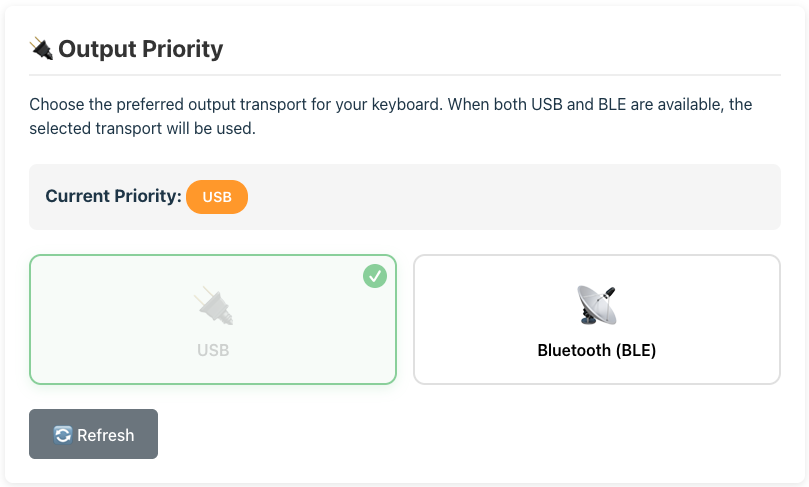 Output Priority
Choose the preferred output transport for your keyboard. When both USB and BLE are available, the
selected transport will be used.
Current Priority: USB
USB
Bluetooth (BLE)
Refresh